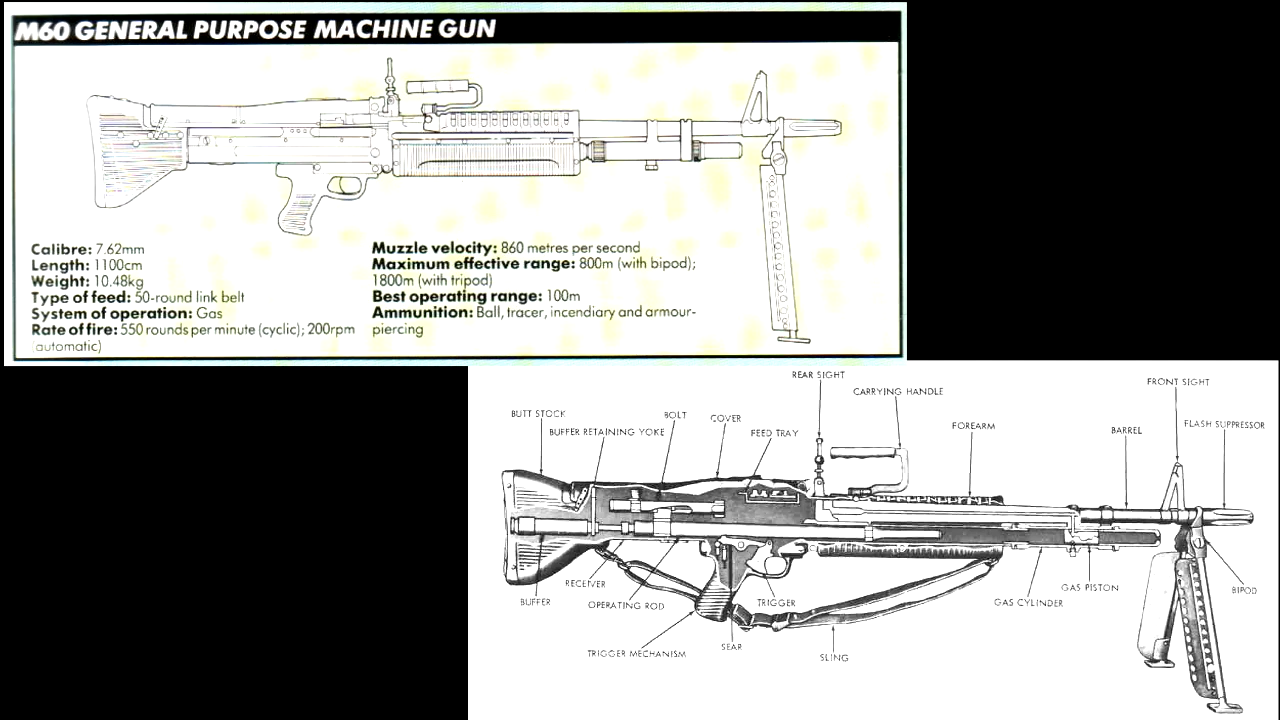 M60 GENERAL PURPOSE MACHINE GUN
Calibre: 7.62mm
Length: 1100cm
Weight: 10.48kg
Type of feed: 50-round link belt
System of operation: Gas
Rate of fire: 550 rounds per minute (cyclic); 200rpm
(automatic)
Muzzle velocity: 860 metres per second
Maximum effective range: 800m (with bipod);
1800m (with tripod)
Best operating range: 100m
Ammunition: Ball, tracer, incendiary and armour-
piercing
REAR SIGHT
CARRYING HANDLE
FRONT SIGHT
BUTT STOCK
BOLT
COVER
FOREARM
BARREL
FLASH SUPPRESSOR
BUFFER RETAINING YOKE
FEED TRAY
RECEIVER
BUFFER
OPERATING ROD
TRIGGER
GAS CYLINDER
GAS PISTON
BIPOD
TRIGGER MECHANISM
SEAR
SLING